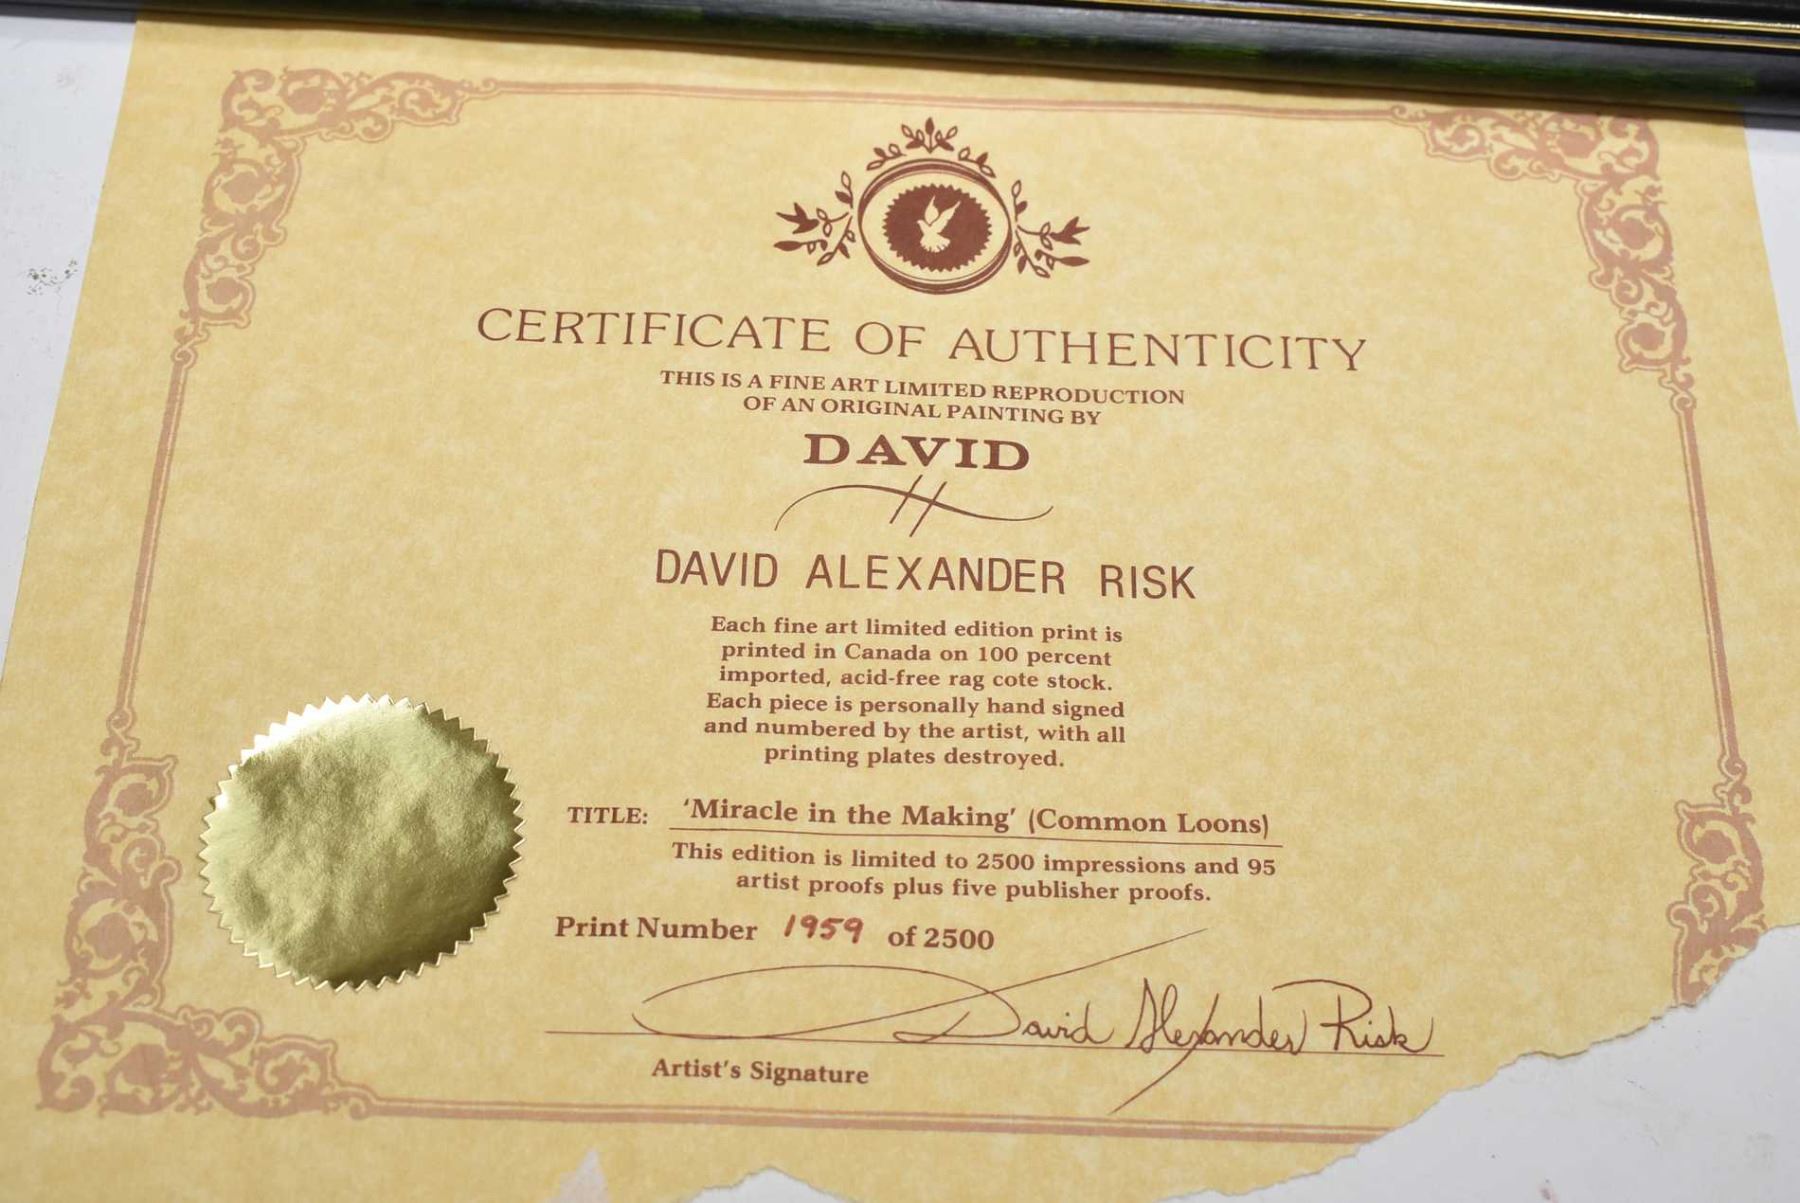 CERTIFICATE OF AUTHENTICITY
THIS IS A FINE ART LIMITED REPRODUCTION
OF AN ORIGINAL PAINTING BY
DAVID
DAVID ALEXANDER RISK
Each fine art limited edition print is
printed in Canada on 100 percent
imported, acid-free rag cote stock.
Each piece is personally hand signed
and numbered by the artist, with all
printing plates destroyed.
TITLE: 'Miracle in the Making' (Common Loons)
This edition is limited to 2500 impressions and 95
artist proofs plus five publisher proofs.
Print Number 1959 of 2500
David Alexander Risk
Artist's Signature